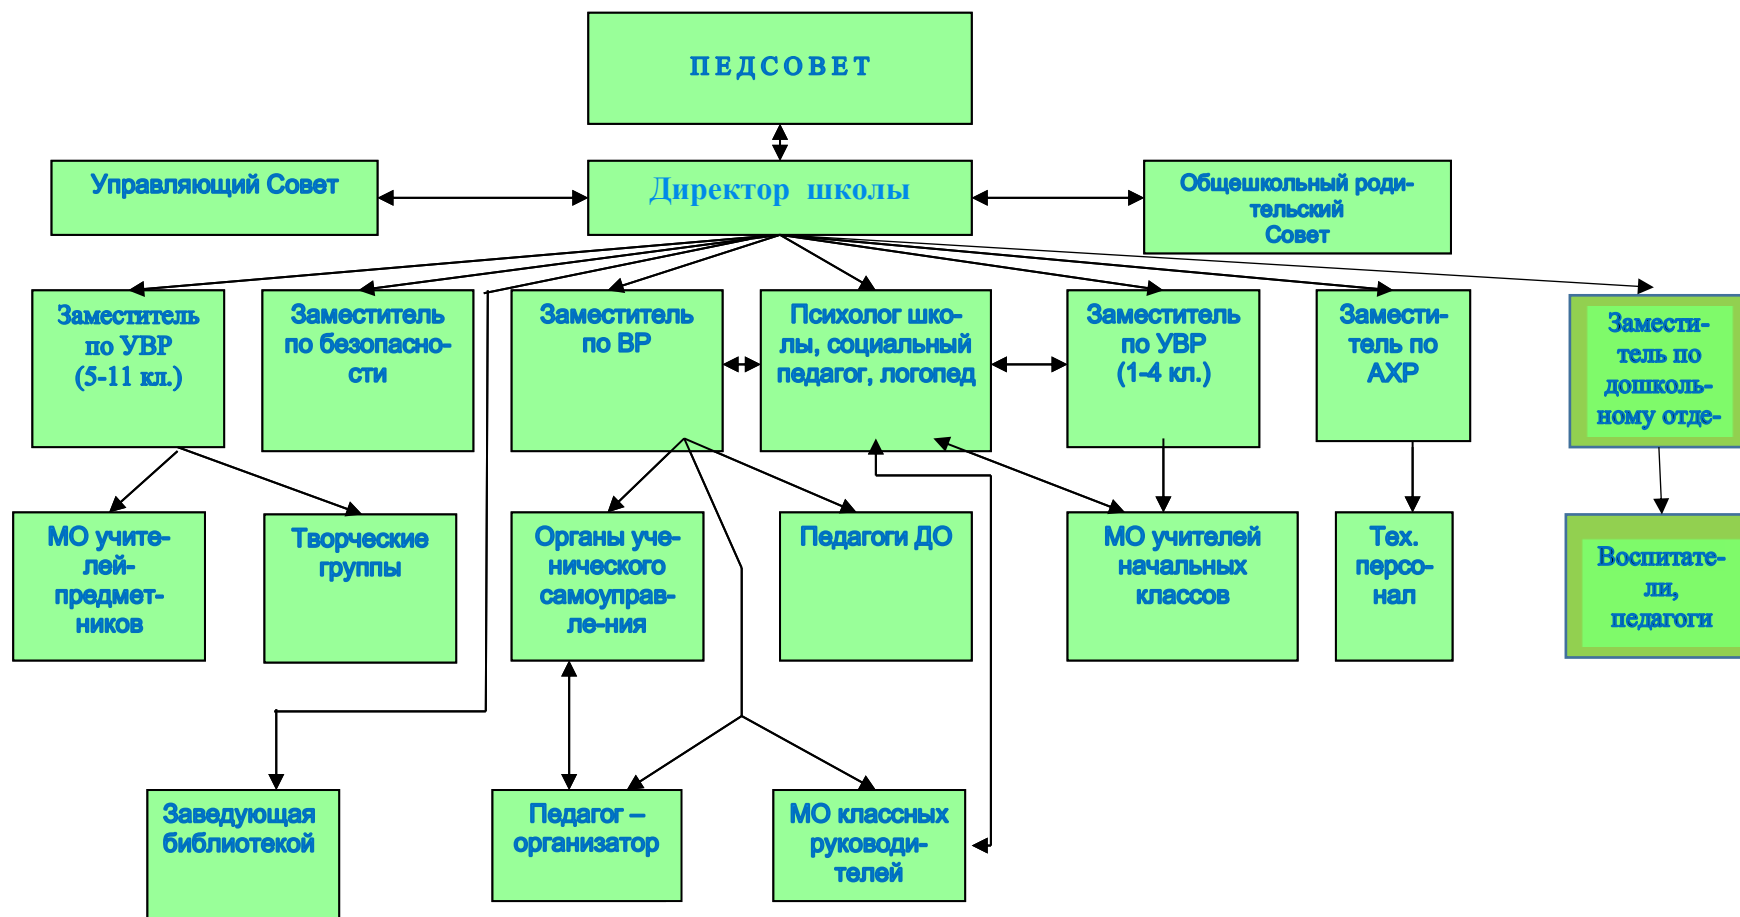 ПЕДСОВЕТ
Управляющий Совет
Директор школы
Общешкольный роди-
тельский
Совет
Заместитель
по УВР
(5-11 кл.)
Заместитель
по безопасно-
сти
Заместитель
по ВР
Психолог шко-
лы, социальный
педагог, логопед
Заместитель
по УВР
(1-4 кл.)
Замести-
тель по
АХР
Замести-
тель по
дошколь-
ному отде-
МО учите-
лей-
предмет-
ников
Творческие
группы
Органы уче-
нического
самоуправ-
ле-ния
Педагоги ДО
МО учителей
начальных
классов
Тех.
персо-
нал
Воспитате-
ли,
педагоги
Заведующая
библиотекой
Педагог –
организатор
МО классных
руководи-
телей